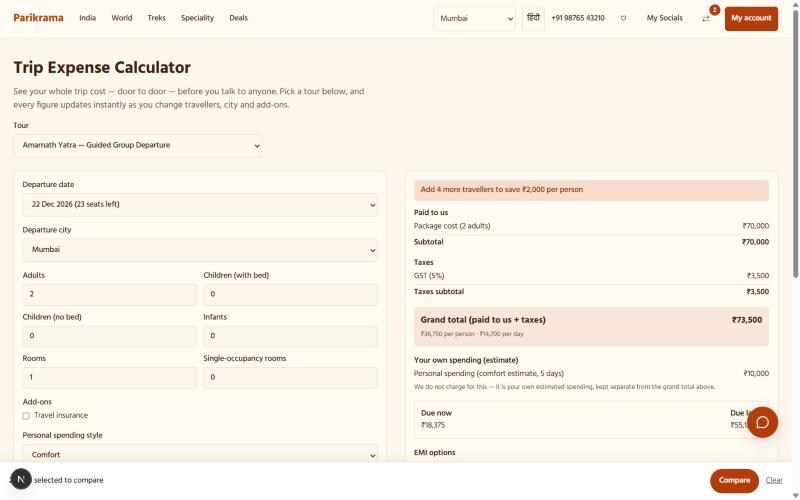 Parikrama
India
World
Treks
Speciality
Deals
Mumbai
हिंदी
+91 98765 43210
My Socials
2
My account
Trip Expense Calculator
See your whole trip cost — door to door — before you talk to anyone. Pick a tour below, and
every figure updates instantly as you change travellers, city and add-ons.
Tour
Amarnath Yatra — Guided Group Departure
Departure date
22 Dec 2026 (23 seats left)
Departure city
Mumbai
Adults
Children (with bed)
2
0
Children (no bed)
Infants
0
0
Rooms
Single-occupancy rooms
1
0
Add-ons
Travel insurance
Personal spending style
Comfort
Add 4 more travellers to save ₹2,000 per person
Paid to us
Package cost (2 adults) ₹70,000
Subtotal ₹70,000
Taxes
GST (5%) ₹3,500
Taxes subtotal ₹3,500
Grand total (paid to us + taxes) ₹73,500
₹36,750 per person · ₹14,700 per day
Your own spending (estimate)
Personal spending (comfort estimate, 5 days) ₹10,000
We do not charge for this — it is your own estimated spending, kept separate from the grand total above.
Due now Due
₹18,375
EMI options
N
selected to compare
Compare
Clear